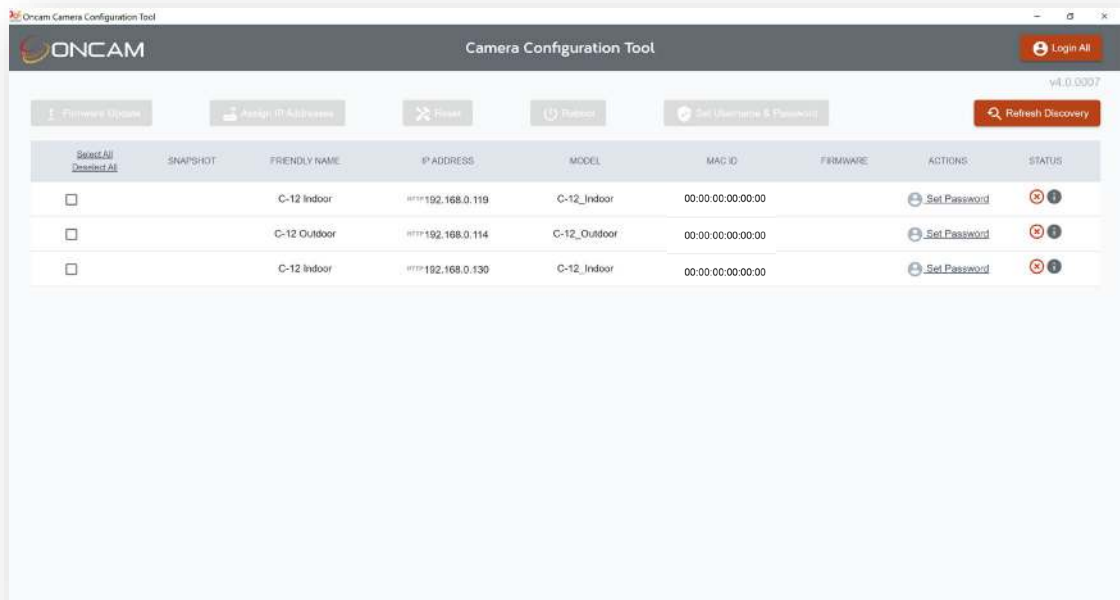 Oncam Camera Configuration Tool
ONCAM
Camera Configuration Tool
Login All
v4.0.0007
Firmware Update
Assign IP Addresses
Reset
Reboot
Set Username & Password
Refresh Discovery
Select All
Deselect All
SNAPSHOT
FRIENDLY NAME
IP ADDRESS
MODEL
MAC ID
FIRMWARE
ACTIONS
STATUS
C-12 Indoor HTTP 192.168.0.119 C-12_Indoor 00:00:00:00:00:00 Set Password
C-12 Outdoor HTTP 192.168.0.114 C-12_Outdoor 00:00:00:00:00:00 Set Password
C-12 Indoor HTTP 192.168.0.130 C-12_Indoor 00:00:00:00:00:00 Set Password